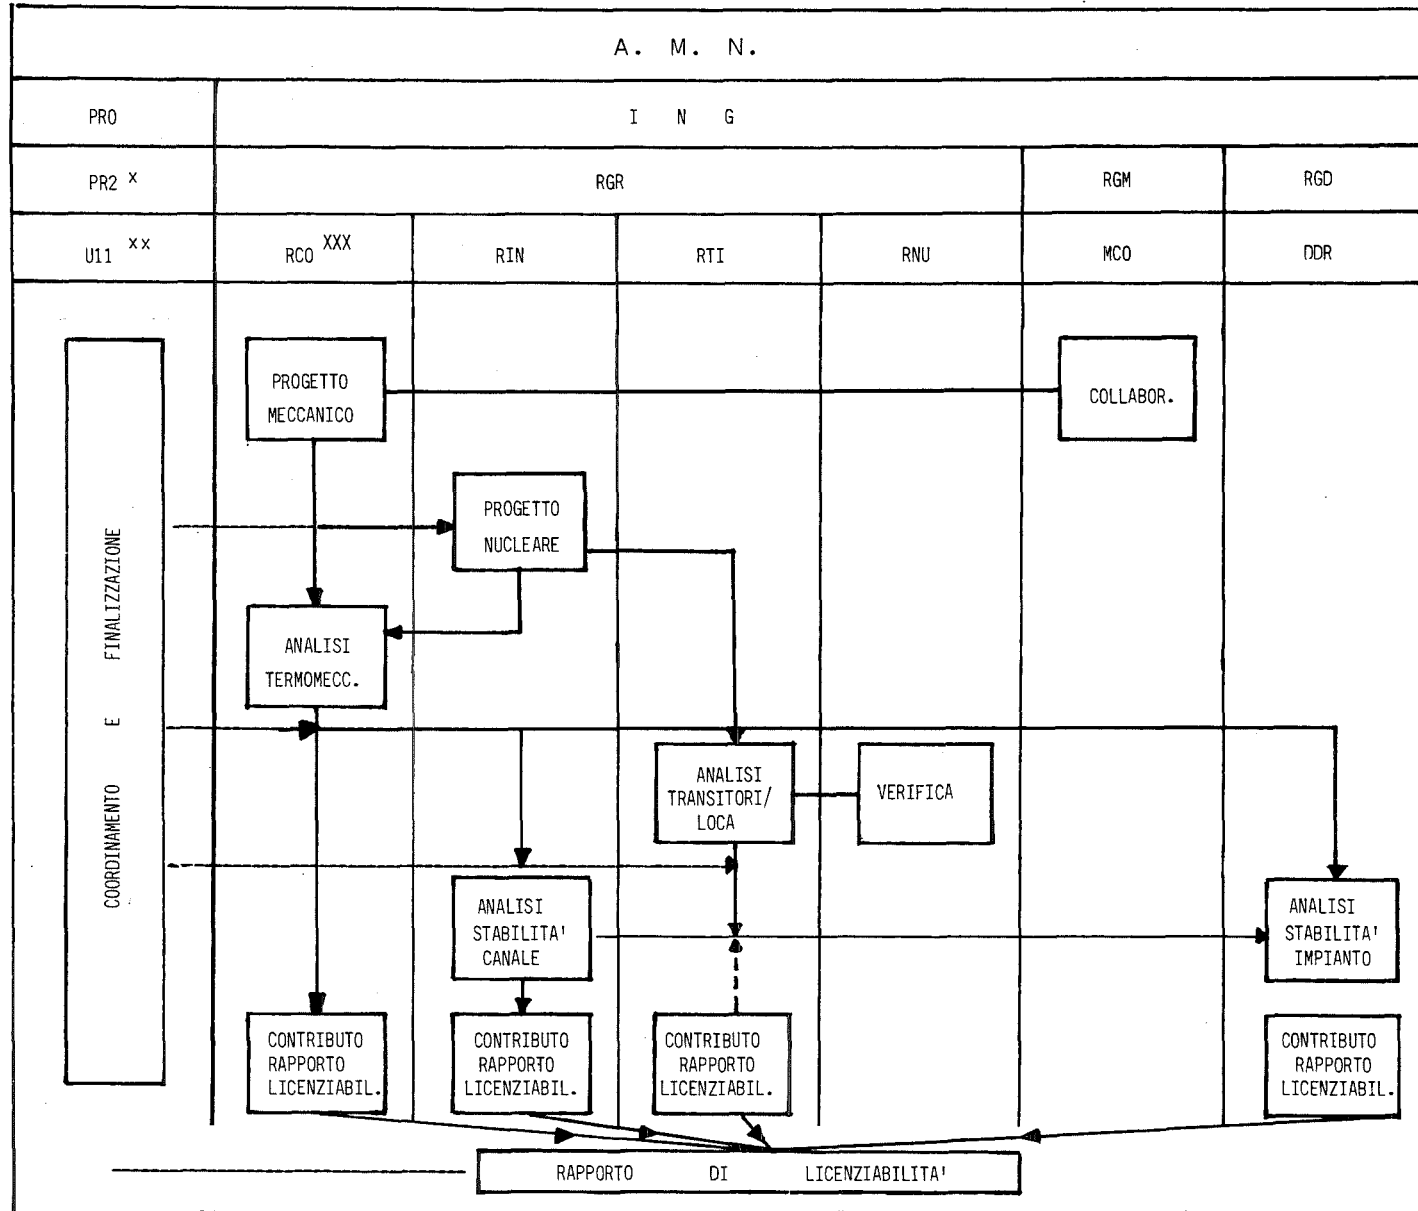 A. M. N.
PRO
I N G
PR2 x
RGR
RGM
RGD
U11 xx
RCO XXX
RIN
RTI
RNU
MCO
DDR
COORDINAMENTO E FINALIZZAZIONE
PROGETTO
MECCANICO
COLLABOR.
PROGETTO
NUCLEARE
ANALISI
TERMOMECC.
ANALISI
TRANSITORI/
LOCA
VERIFICA
ANALISI
STABILITA'
CANALE
ANALISI
STABILITA'
IMPIANTO
CONTRIBUTO
RAPPORTO
LICENZIABIL.
CONTRIBUTO
RAPPORTO
LICENZIABIL.
CONTRIBUTO
RAPPORTO
LICENZIABIL.
CONTRIBUTO
RAPPORTO
LICENZIABIL.
RAPPORTO DI LICENZIABILITA'